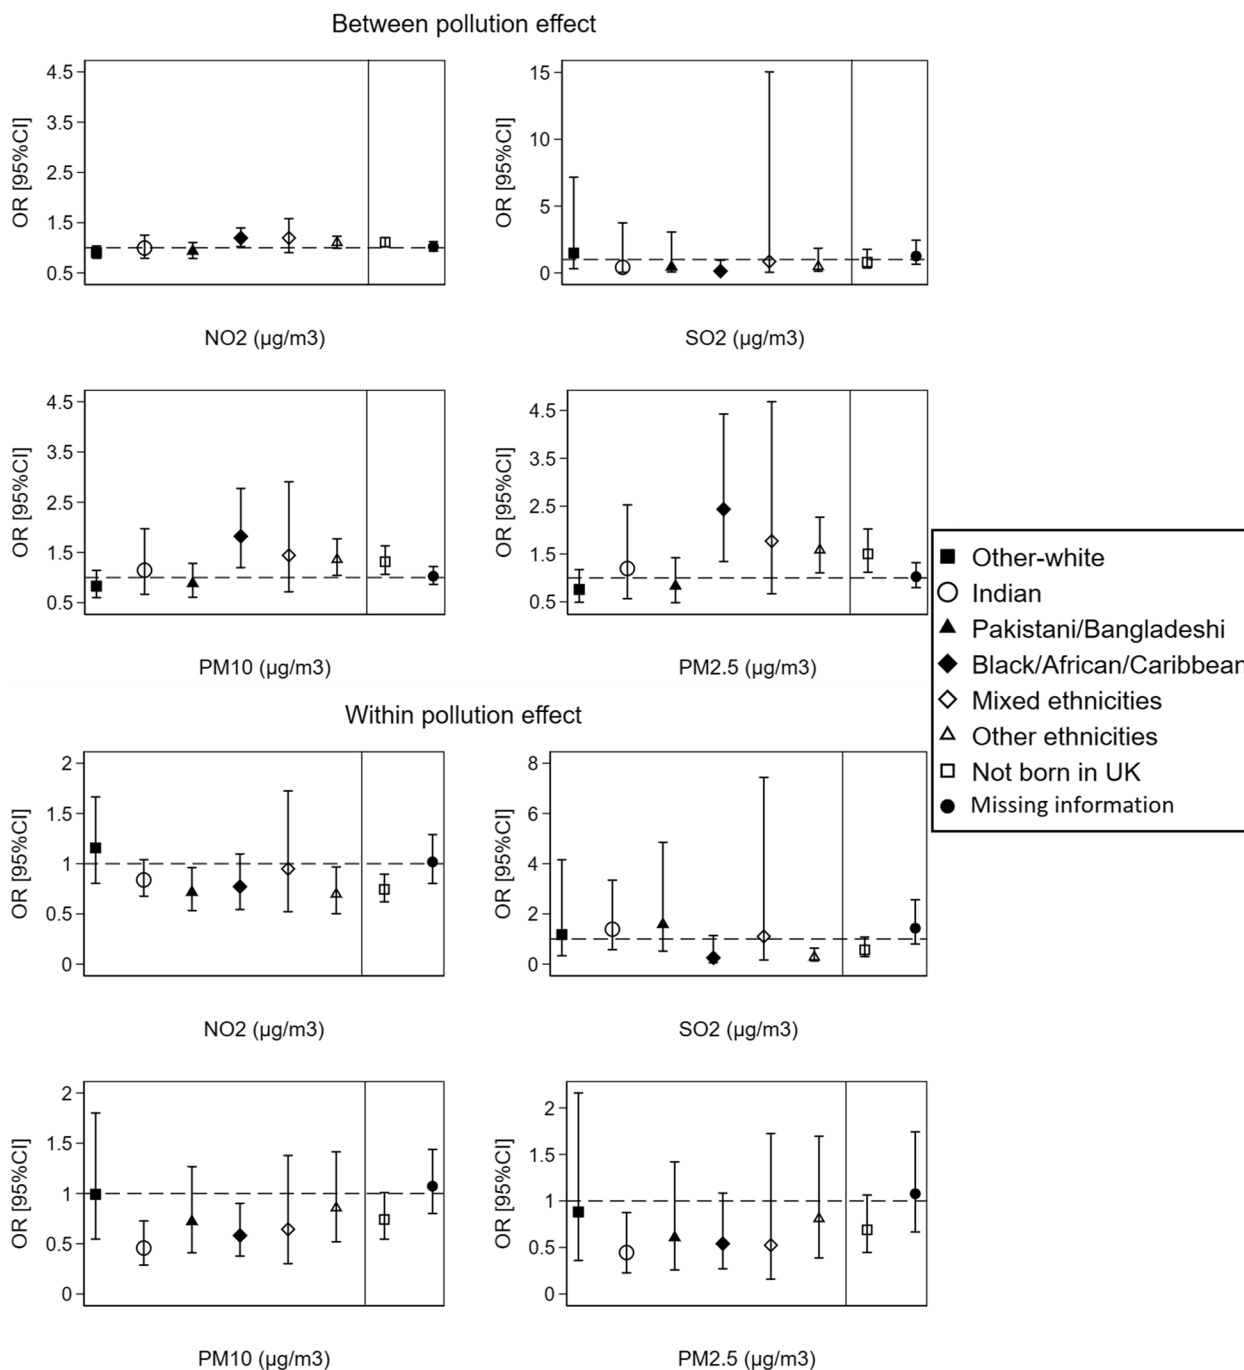 Between pollution effect
OR [95%CI]
4.5
3.5
2.5
1.5
0.5
NO2 (µg/m3)
OR [95%CI]
15
10
5
0
SO2 (µg/m3)
OR [95%CI]
4.5
3.5
2.5
1.5
0.5
PM10 (µg/m3)
OR [95%CI]
4.5
3.5
2.5
1.5
0.5
PM2.5 (µg/m3)
Other-white
Indian
Pakistani/Bangladeshi
Black/African/Caribbean
Mixed ethnicities
Other ethnicities
Not born in UK
Missing information
Within pollution effect
OR [95%CI]
2
1.5
1
0.5
0
NO2 (µg/m3)
OR [95%CI]
8
6
4
2
0
SO2 (µg/m3)
OR [95%CI]
2
1.5
1
0.5
0
PM10 (µg/m3)
OR [95%CI]
2
1.5
1
0.5
0
PM2.5 (µg/m3)